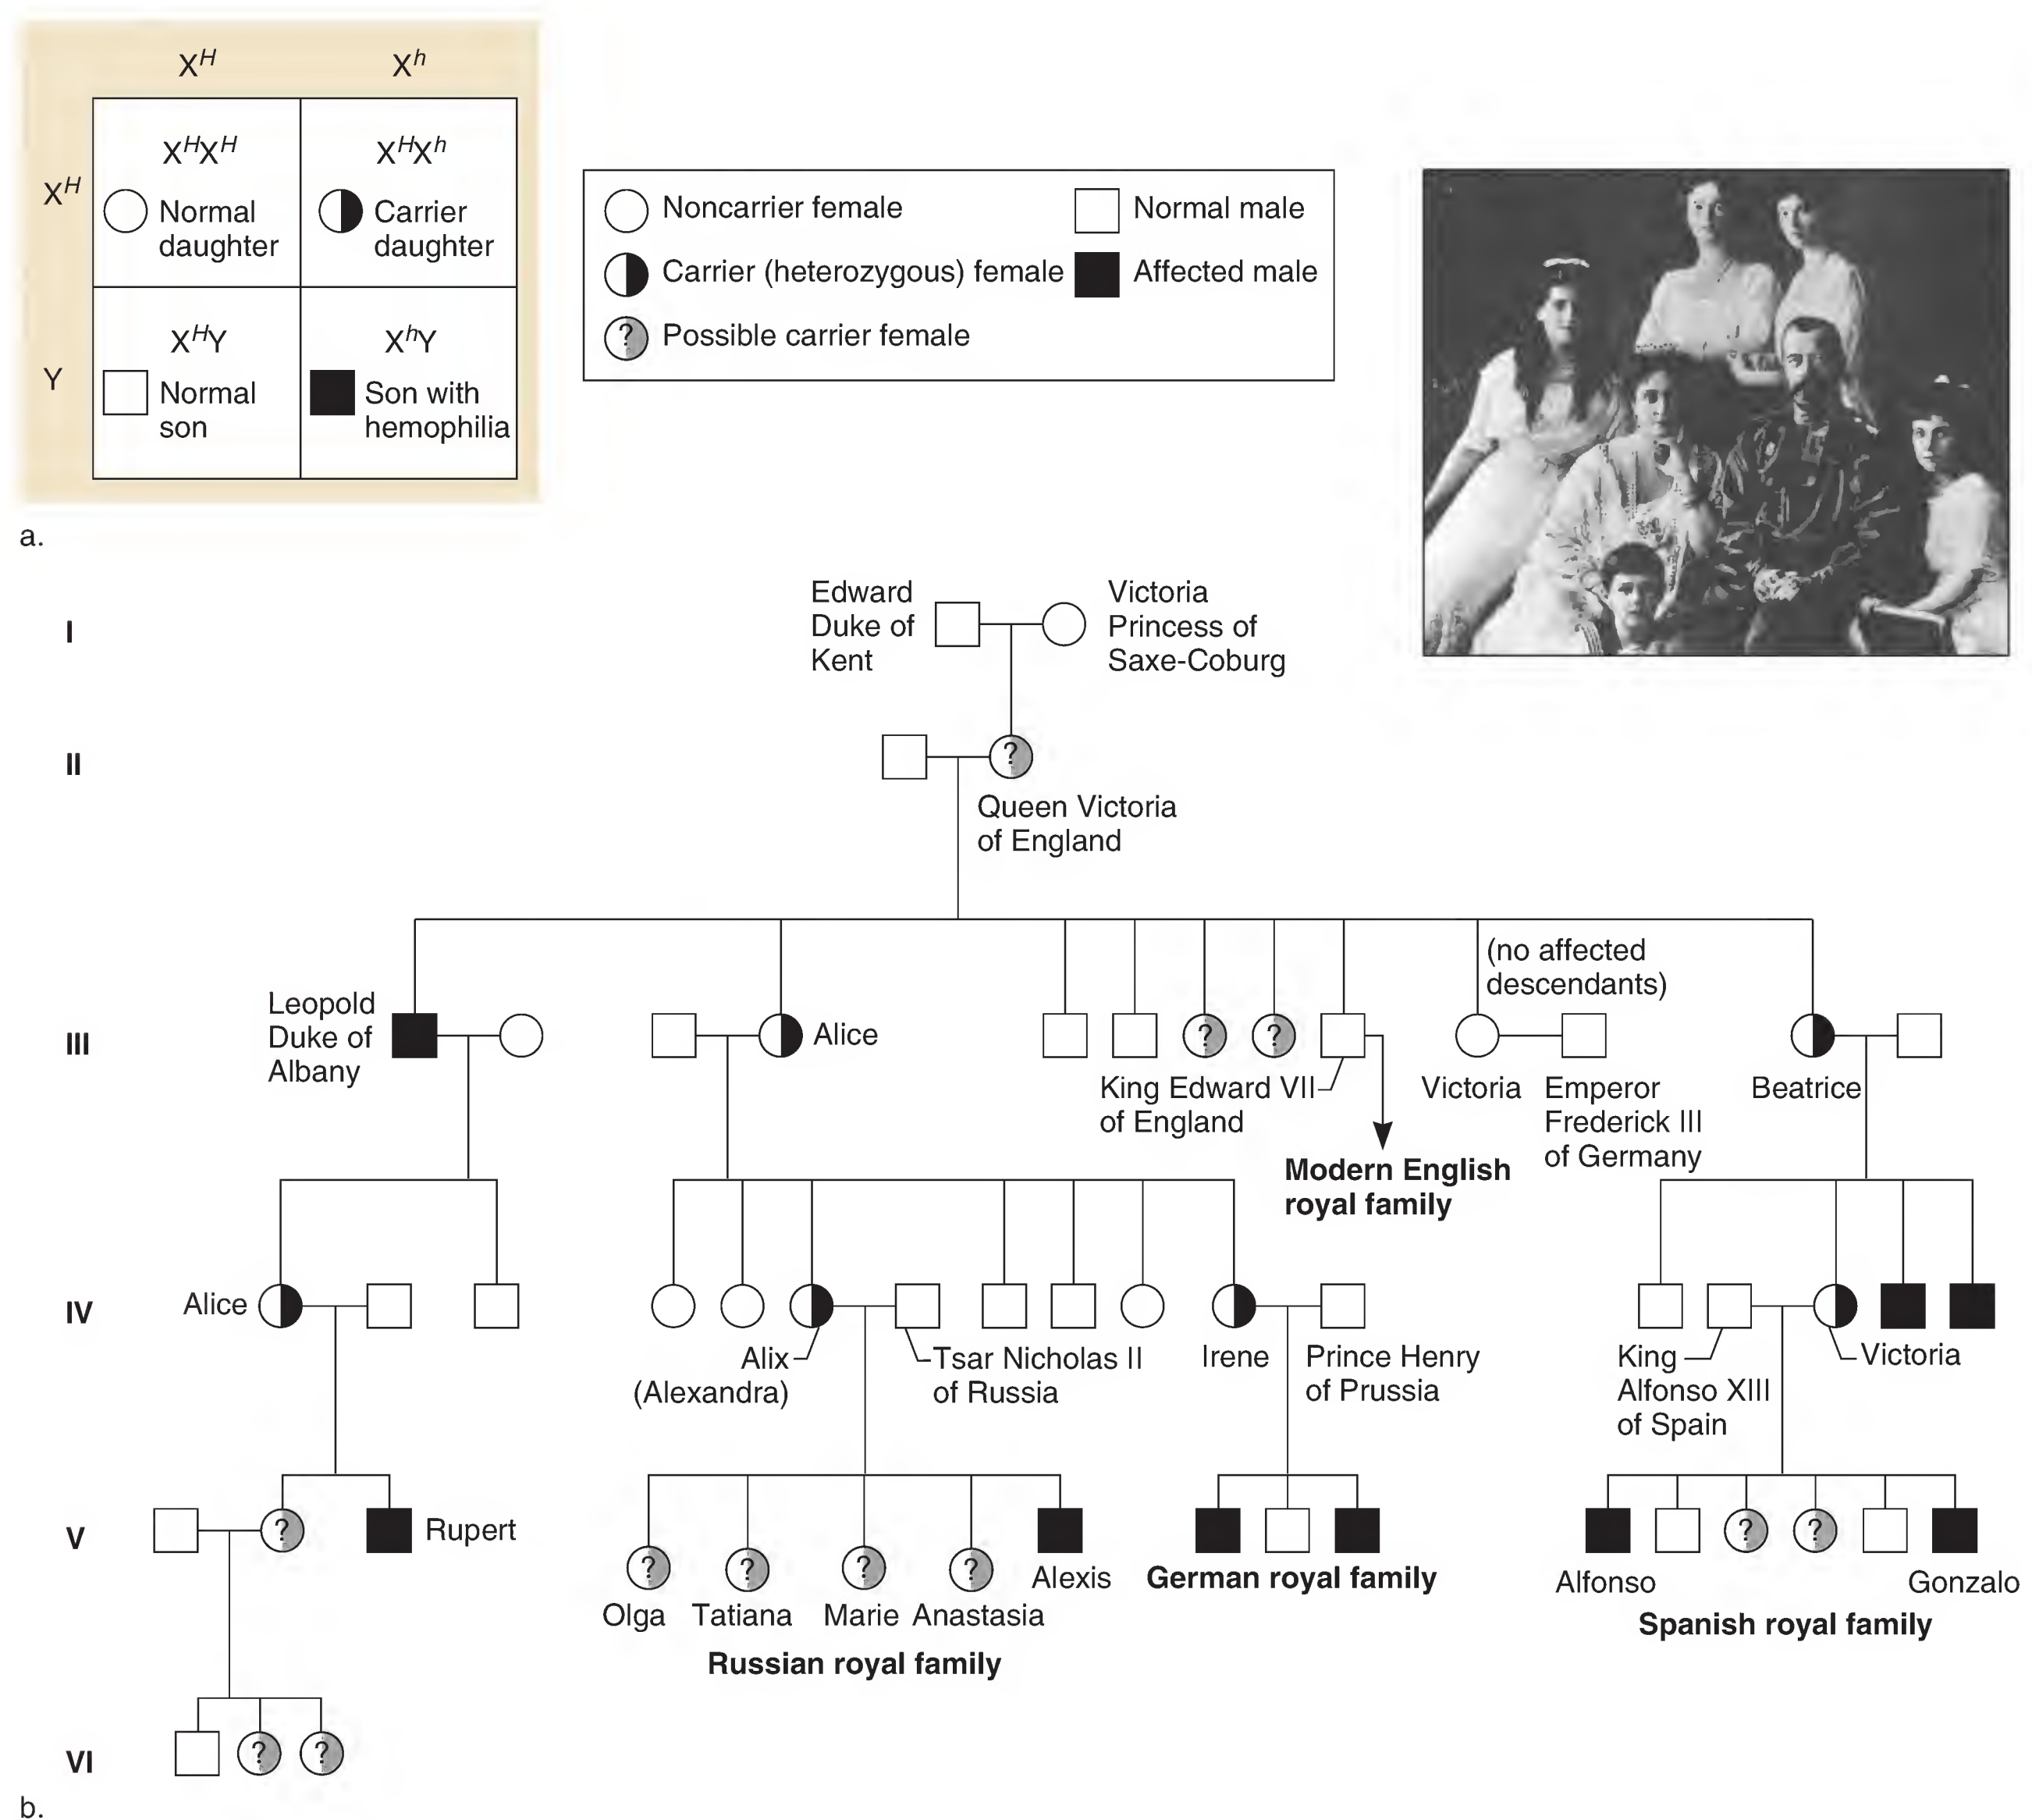 X^H
X^h
X^H
X^HX^H
Normal
daughter
X^HX^h
Carrier
daughter
Y
X^HY
Normal
son
X^hY
Son with
hemophilia
Noncarrier female
Carrier (heterozygous) female
?
Possible carrier female
Normal male
Affected male
a.
I
Edward
Duke of
Kent
Victoria
Princess of
Saxe-Coburg
II
?
Queen Victoria
of England
III
Leopold
Duke of
Albany
Alice
?
?
King Edward VII
of England
Modern English
royal family
(no affected
descendants)
Victoria
Emperor
Frederick III
of Germany
Beatrice
IV
Alice
Alix
(Alexandra)
Tsar Nicholas II
of Russia
Irene
Prince Henry
of Prussia
King
Alfonso XIII
of Spain
Victoria
V
?
Rupert
?
?
?
?
Olga
Tatiana
Marie
Anastasia
Alexis
Russian royal family
German royal family
?
?
Alfonso
Gonzalo
Spanish royal family
VI
?
?
b.